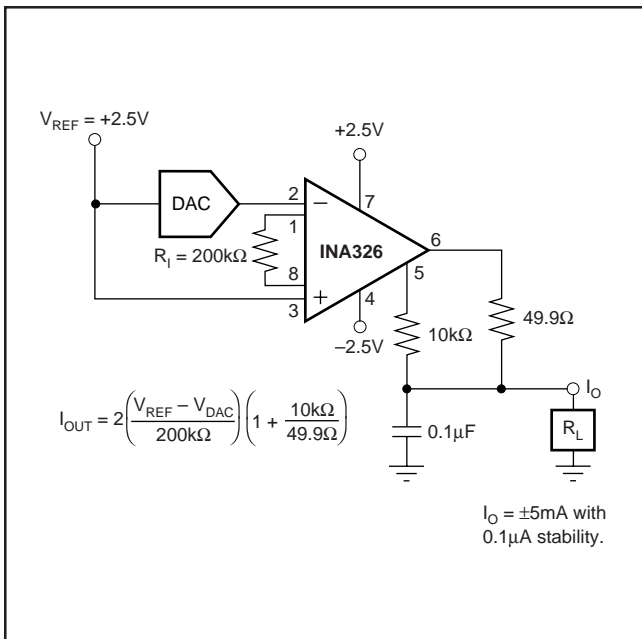 V_REF = +2.5V
+2.5V
DAC
2
−
7
1
R_I = 200kΩ
INA326
6
8
5
+
3
4
10kΩ
49.9Ω
−2.5V
I_O
I_OUT = 2 ( (V_REF − V_DAC) / 200kΩ ) ( 1 + 10kΩ / 49.9Ω )
0.1µF
R_L
I_O = ±5mA with
0.1µA stability.